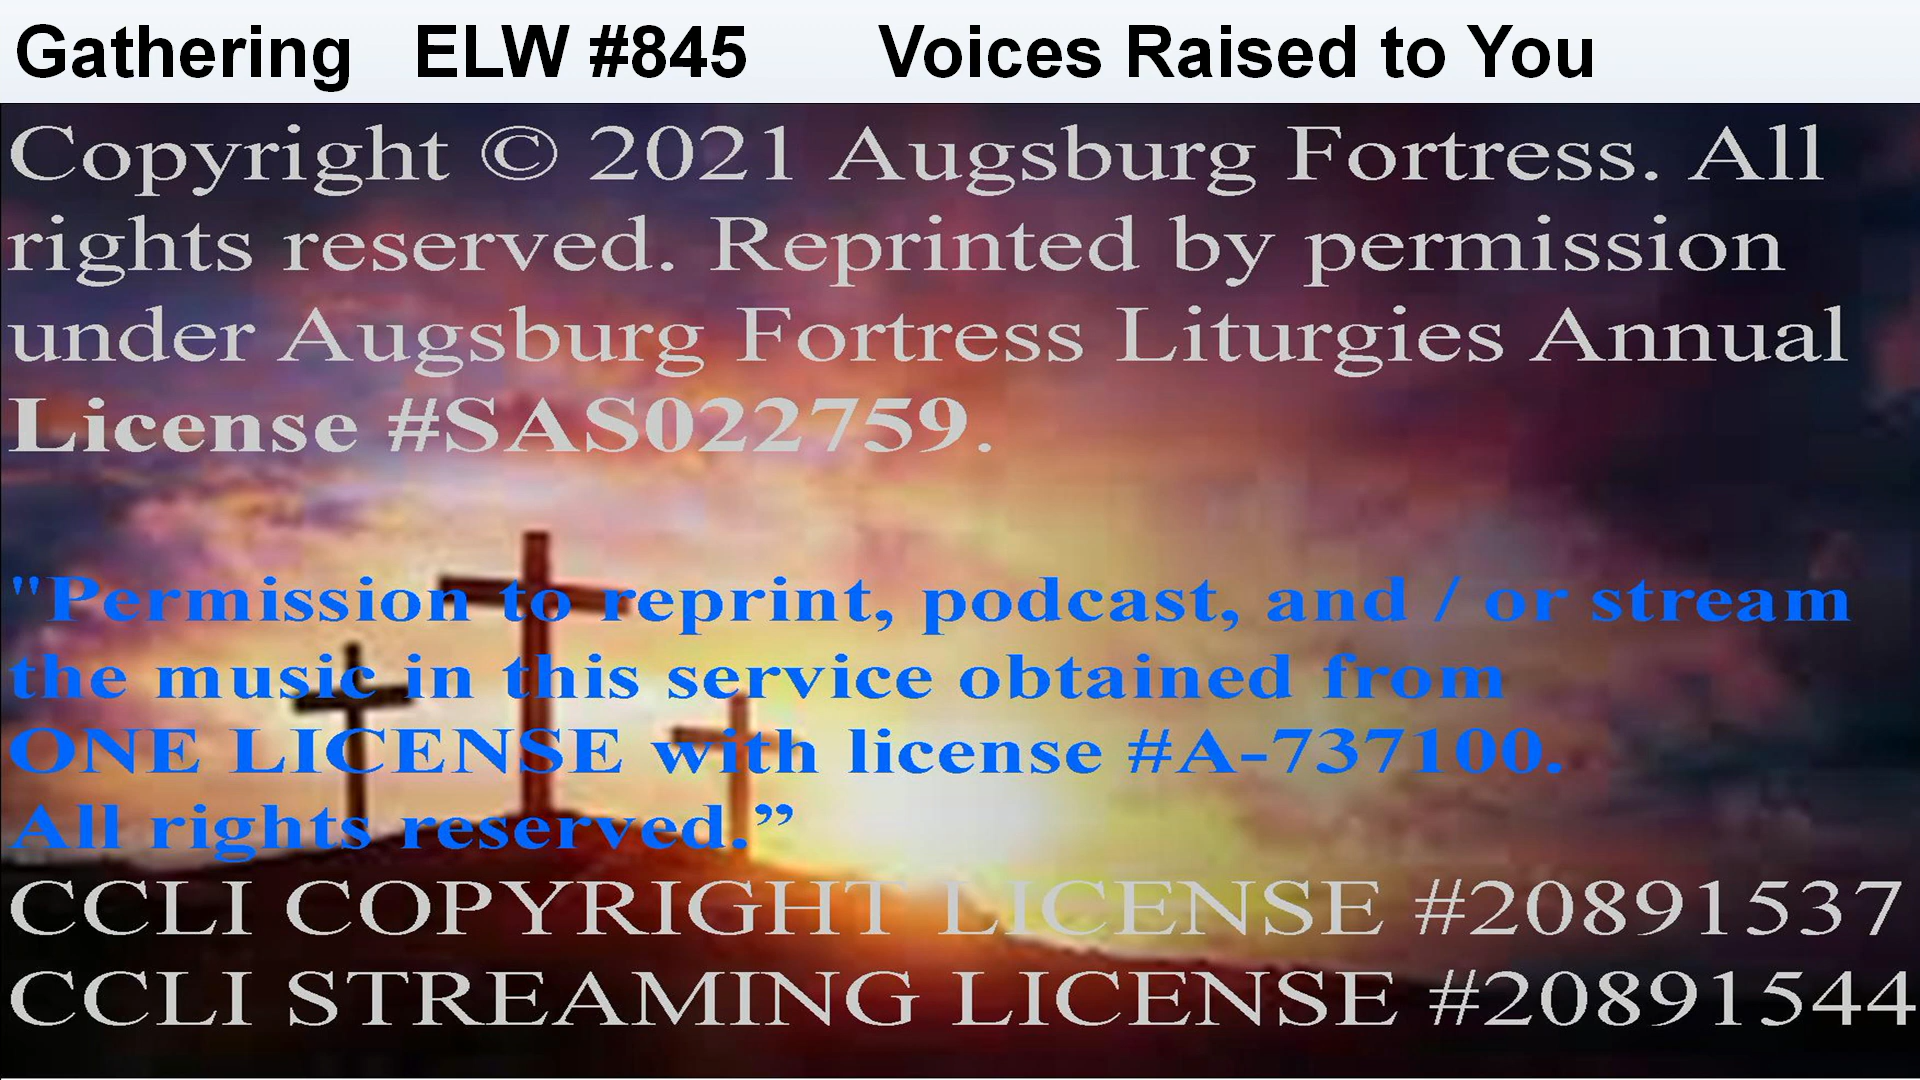 Gathering ELW #845 Voices Raised to You
Copyright © 2021 Augsburg Fortress. All
rights reserved. Reprinted by permission
under Augsburg Fortress Liturgies Annual
License #SAS022759.
"Permission to reprint, podcast, and / or stream
the music in this service obtained from
ONE LICENSE with license #A-737100.
All rights reserved.”
CCLI COPYRIGHT LICENSE #20891537
CCLI STREAMING LICENSE #20891544